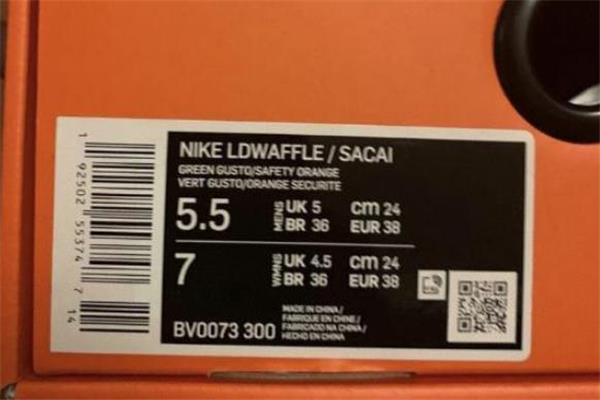 NIKE LDWAFFLE / SACAI
GREEN GUSTO/SAFETY ORANGE
VERT GUSTO/ORANGE SECURITE
5.5 MENS UK 5 cm 24
BR 36 EUR 38
7 WMNS UK 4.5 cm 24
BR 36 EUR 38
BV0073 300
MADE IN CHINA /
FABRIQUE EN CHINE /
FABRICADO NA CHINA /
HECHO EN CHINA
1 92502 55374 7
14